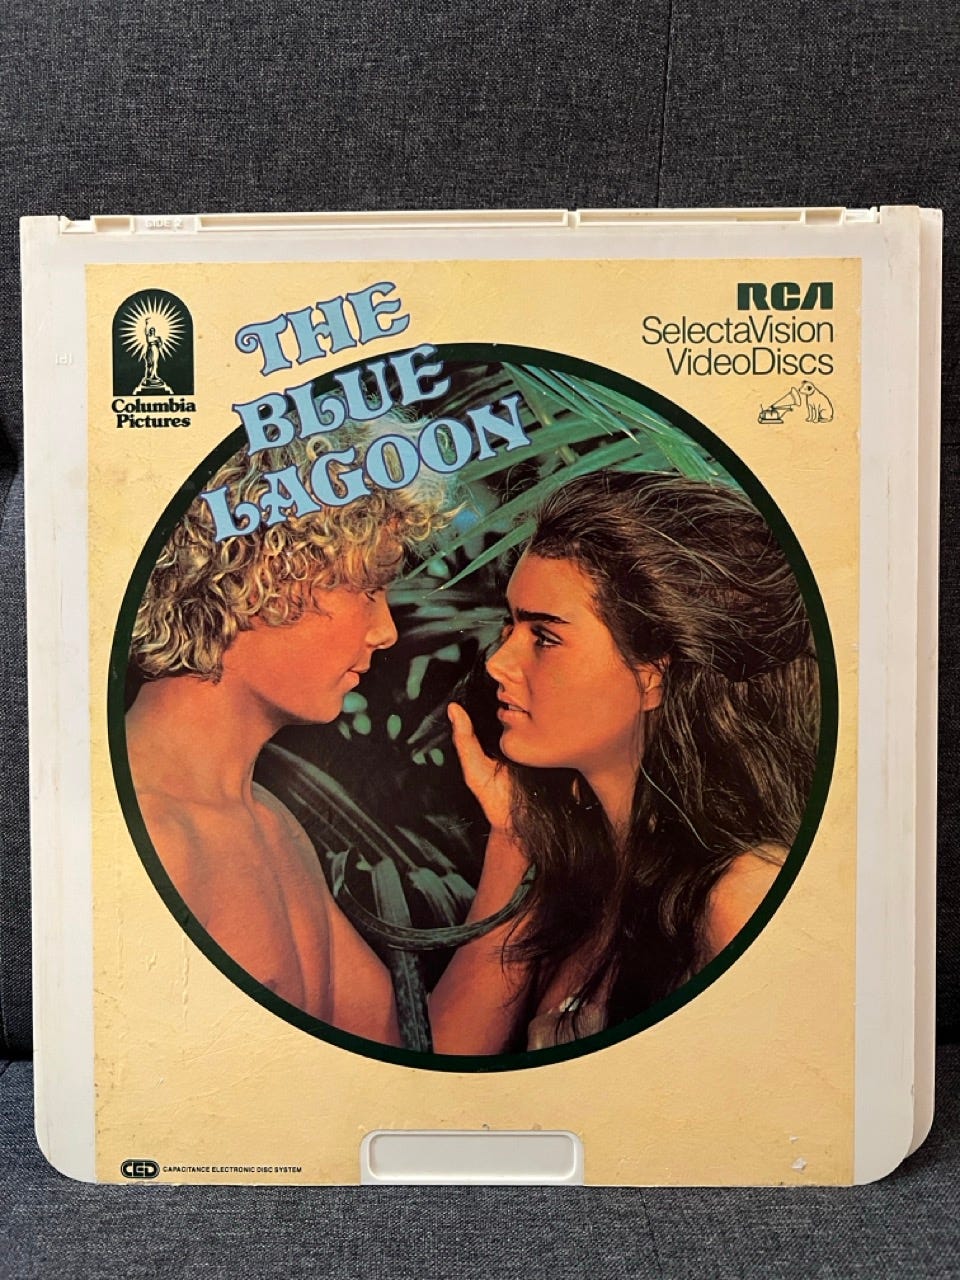 SIDE 2
THE
BLUE
LAGOON
Columbia
Pictures
RCA
SelectaVision
VideoDiscs
CED CAPACITANCE ELECTRONIC DISC SYSTEM